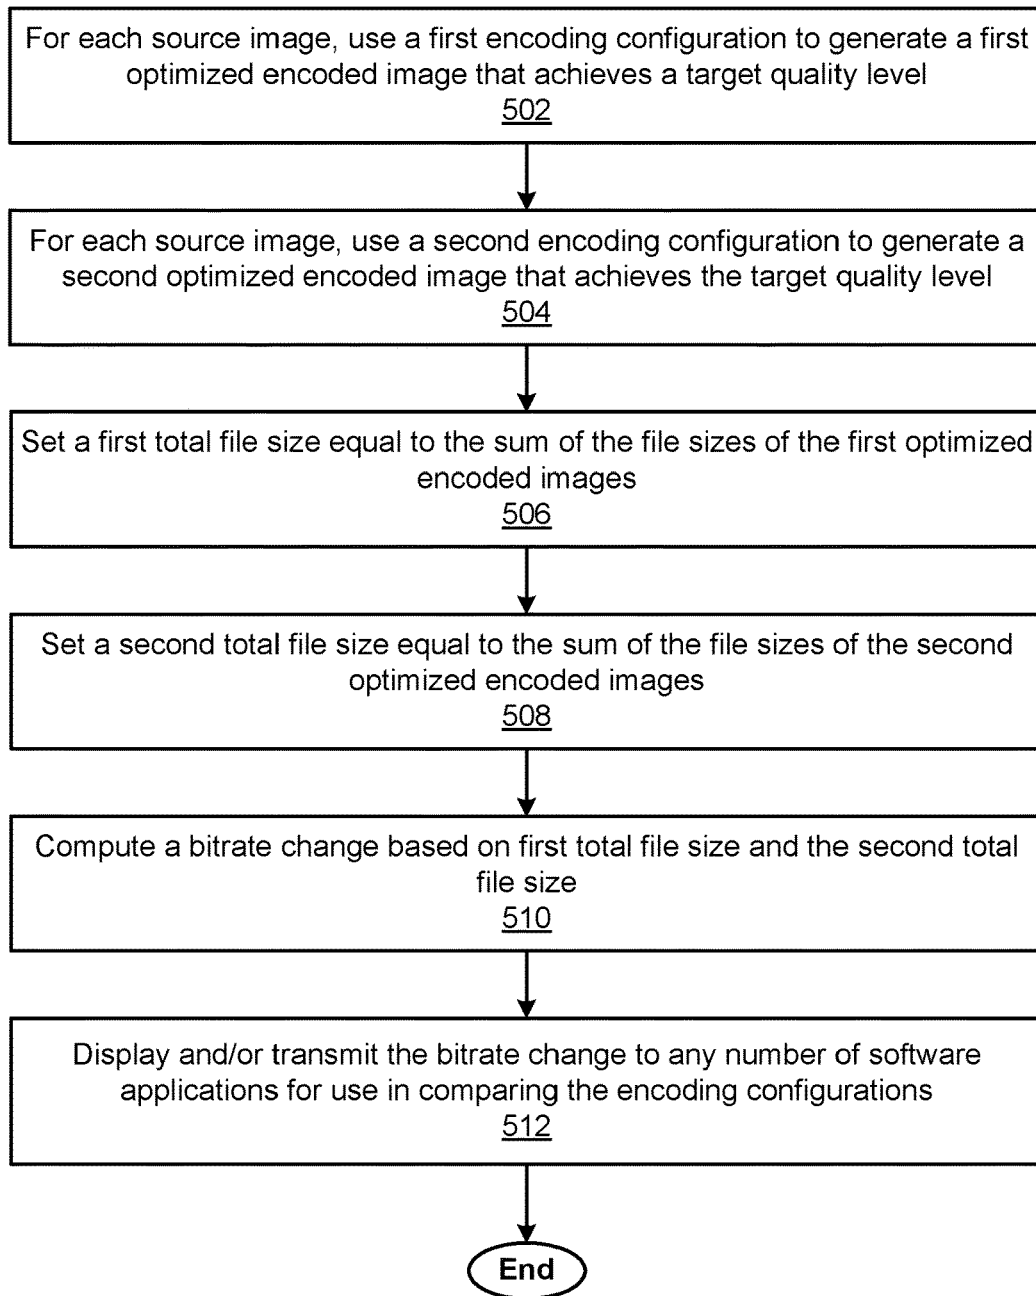 For each source image, use a first encoding configuration to generate a first
optimized encoded image that achieves a target quality level
502
For each source image, use a second encoding configuration to generate a
second optimized encoded image that achieves the target quality level
504
Set a first total file size equal to the sum of the file sizes of the first optimized
encoded images
506
Set a second total file size equal to the sum of the file sizes of the second
optimized encoded images
508
Compute a bitrate change based on first total file size and the second total
file size
510
Display and/or transmit the bitrate change to any number of software
applications for use in comparing the encoding configurations
512
End